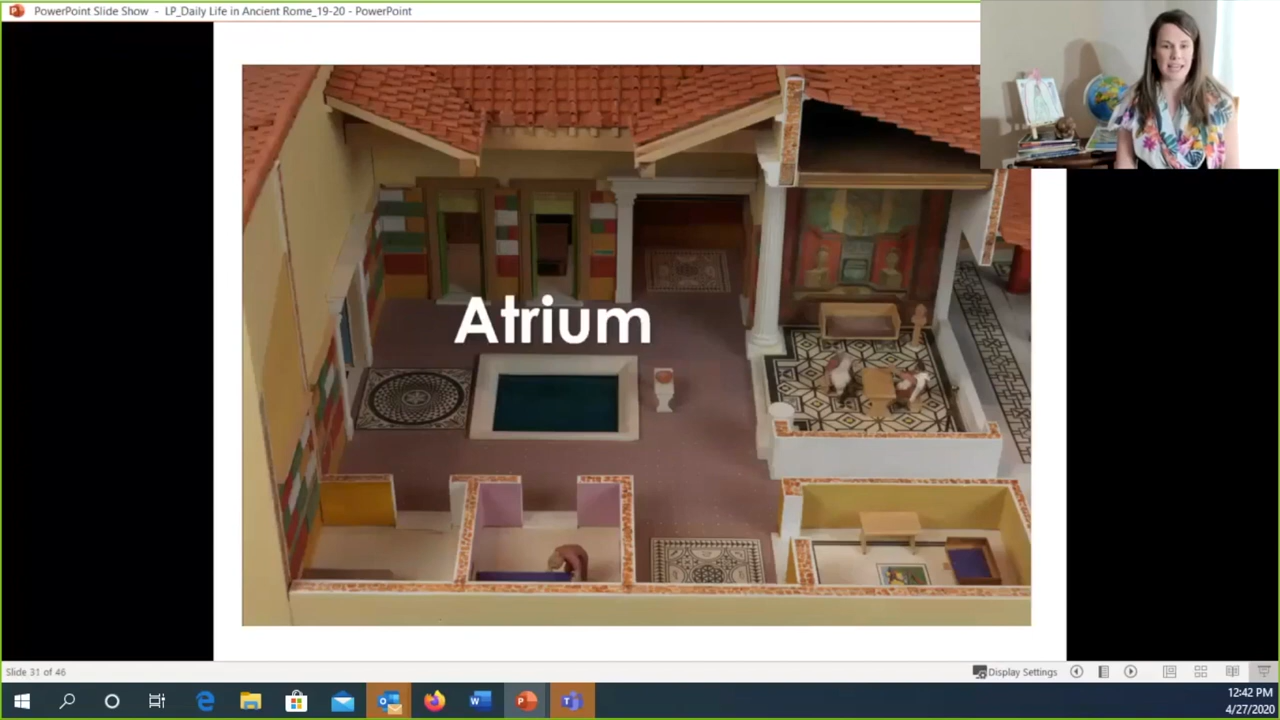 PowerPoint Slide Show - LP_Daily Life in Ancient Rome_19-20 - PowerPoint
Atrium
Slide 31 of 46
Display Settings
12:42 PM
4/27/2020